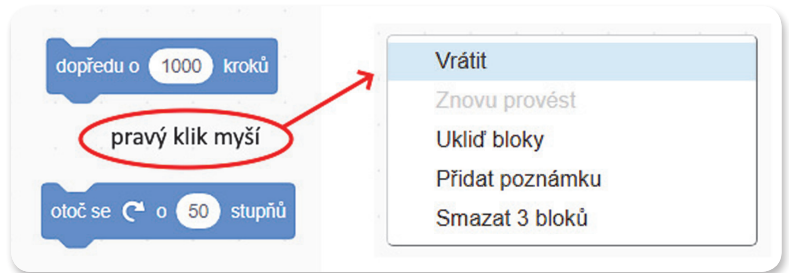 dopředu o 1000 kroků
pravý klik myší
otoč se o 50 stupňů
Vrátit
Znovu provést
Ukliď bloky
Přidat poznámku
Smazat 3 bloků